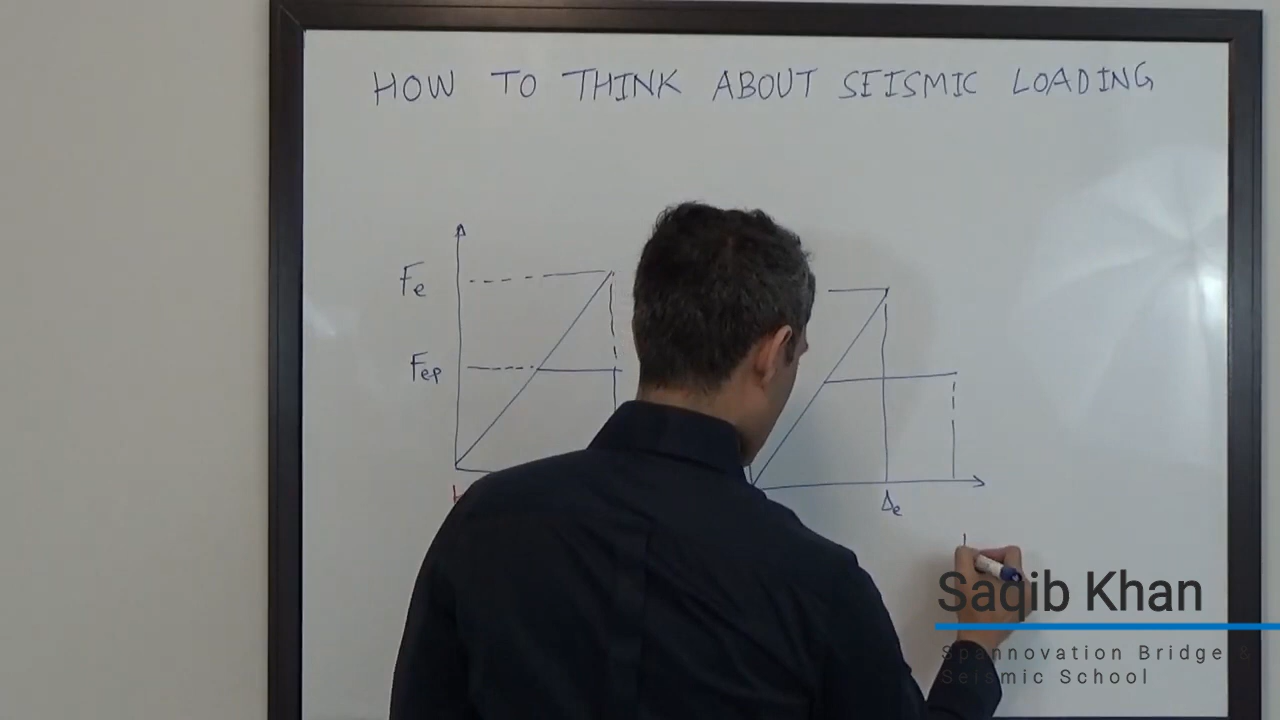 HOW TO THINK ABOUT SEISMIC LOADING
Fe
Fep
Δe
Saqib Khan
Spannovation Bridge &
Seismic School